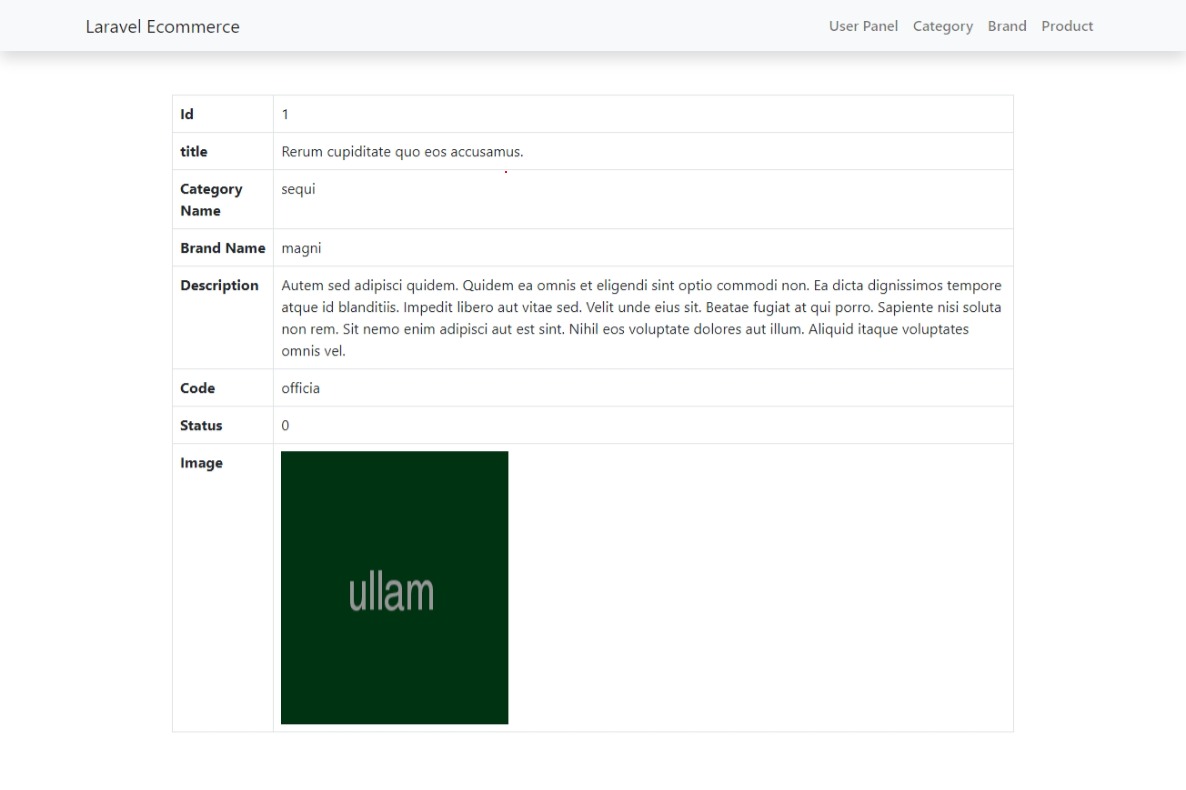 Laravel Ecommerce
User Panel Category Brand Product
Id 1
title Rerum cupiditate quo eos accusamus.
Category sequi
Name
Brand Name magni
Description Autem sed adipisci quidem. Quidem ea omnis et eligendi sint optio commodi non. Ea dicta dignissimos tempore
atque id blanditiis. Impedit libero aut vitae sed. Velit unde eius sit. Beatae fugiat at qui porro. Sapiente nisi soluta
non rem. Sit nemo enim adipisci aut est sint. Nihil eos voluptate dolores aut illum. Aliquid itaque voluptates
omnis vel.
Code officia
Status 0
Image
ullam